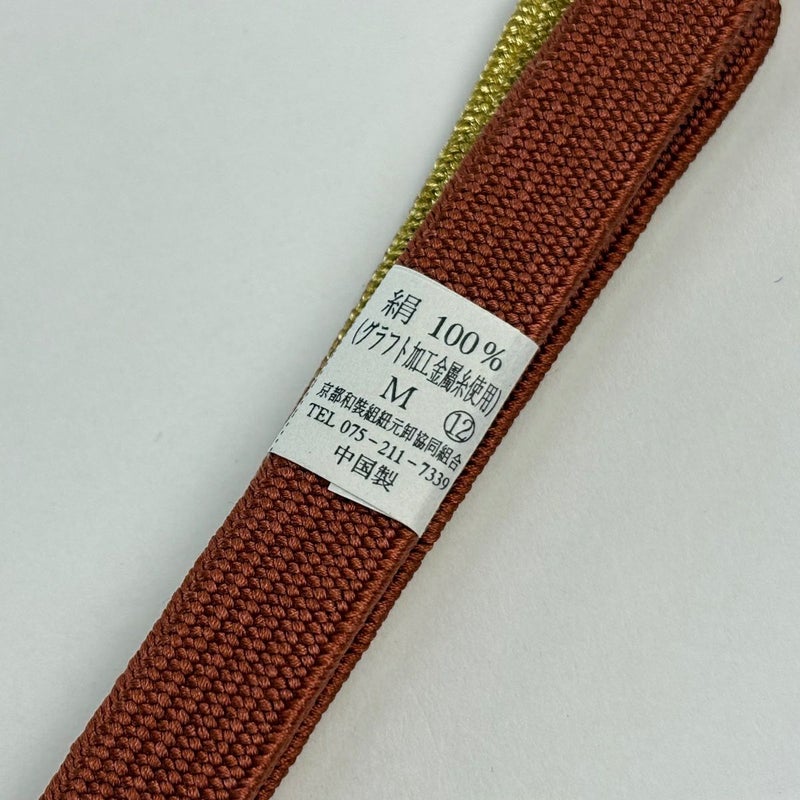 絹 100%
(グラフト加工金属糸使用)
M ⑫
京都和装組紐元卸協同組合
TEL 075-211-7339
中国製